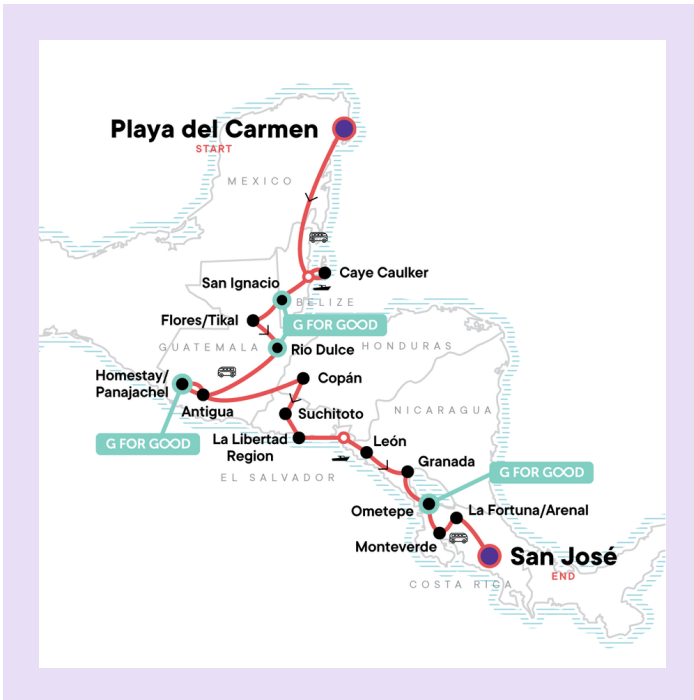 Playa del Carmen
START
MEXICO
Caye Caulker
San Ignacio
BELIZE
Flores/Tikal
G FOR GOOD
GUATEMALA
Rio Dulce
HONDURAS
Homestay/
Panajachel
Copán
Antigua
Suchitoto
NICARAGUA
G FOR GOOD
La Libertad
Region
León
EL SALVADOR
Granada
G FOR GOOD
Ometepe
La Fortuna/Arenal
Monteverde
San José
END
COSTA RICA